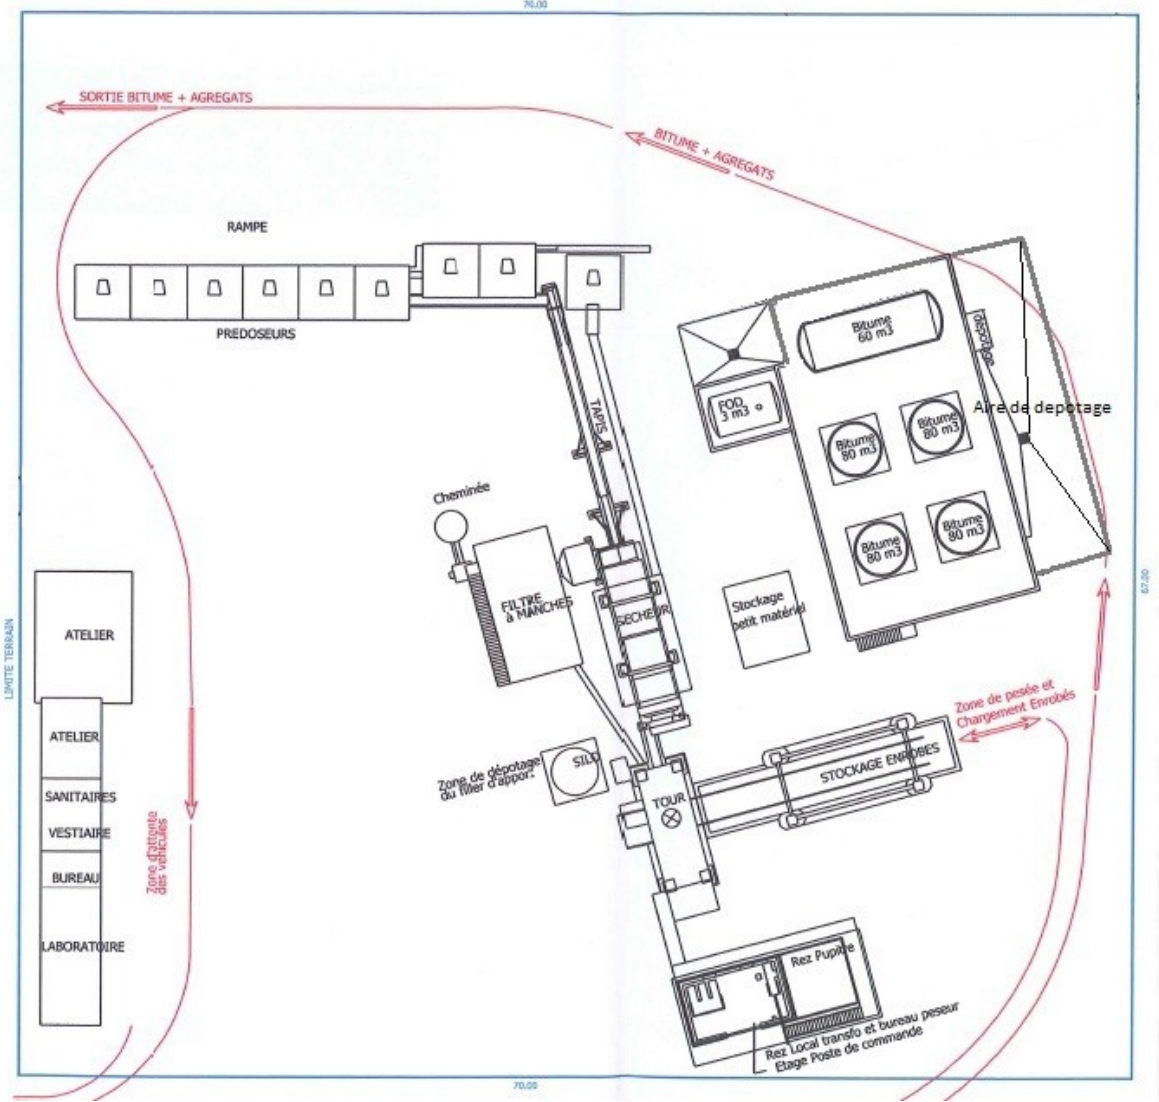 70.00
SORTIE BITUME + AGREGATS
BITUME + AGREGATS
RAMPE
PREDOSEURS
Bitume
60 m3
dépotage
FOD
3 m3
Aire de depotage
TAPIS
Bitume
80 m3
Bitume
80 m3
Bitume
80 m3
Bitume
80 m3
Cheminée
FILTRE
à MANCHES
SECHEUR
Stockage
petit matériel
67.00
LIMITE TERRAIN
ATELIER
ATELIER
SANITAIRES
VESTIAIRE
BUREAU
LABORATOIRE
Zone d'attente
des véhicules
Zone de pesée et
Chargement Enrobés
STOCKAGE ENROBES
Zone de dépotage
du filler d'apport
SILO
TOUR
Rez Pupitre
Rez Local transfo et bureau peseur
Etage Poste de commande
70.00